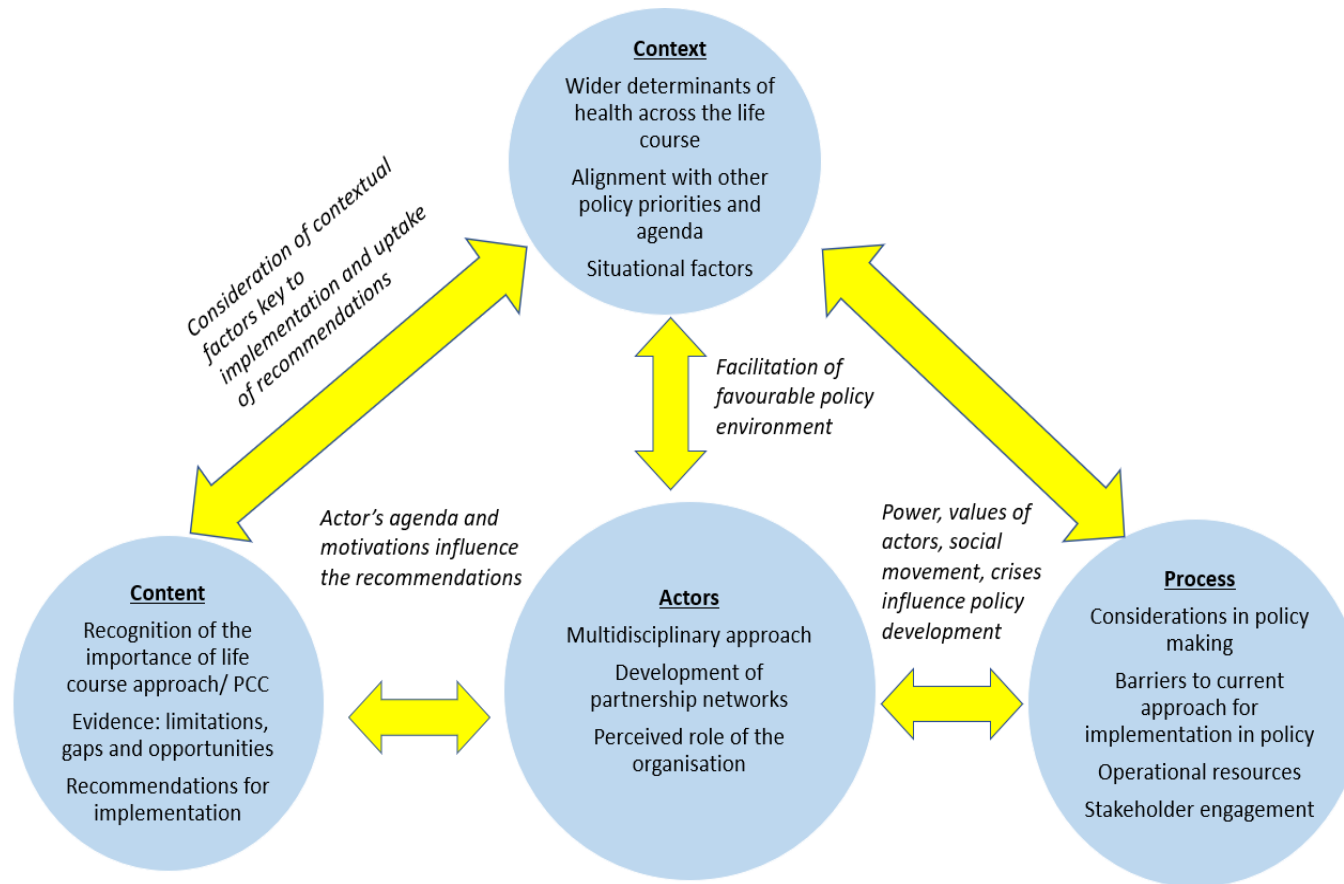 Context
Wider determinants of
health across the life
course
Alignment with other
policy priorities and
agenda
Situational factors
Consideration of contextual
factors key to
implementation and uptake
of recommendations
Facilitation of
favourable policy
environment
Actor’s agenda and
motivations influence
the recommendations
Power, values of
actors, social
movement, crises
influence policy
development
Content
Recognition of the
importance of life
course approach/ PCC
Evidence: limitations,
gaps and opportunities
Recommendations for
implementation
Actors
Multidisciplinary approach
Development of
partnership networks
Perceived role of the
organisation
Process
Considerations in policy
making
Barriers to current
approach for
implementation in policy
Operational resources
Stakeholder engagement